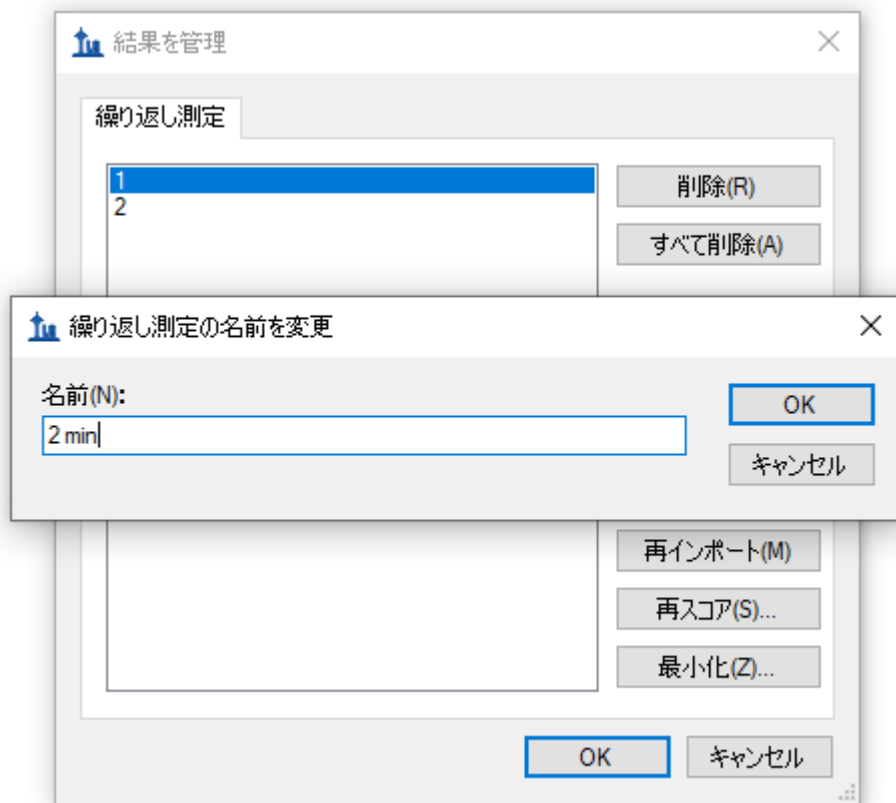 結果を管理
繰り返し測定
1
2
削除(R)
すべて削除(A)
繰り返し測定の名前を変更
名前(N):
2 min
OK
キャンセル
再インポート(M)
再スコア(S)...
最小化(Z)...
OK
キャンセル